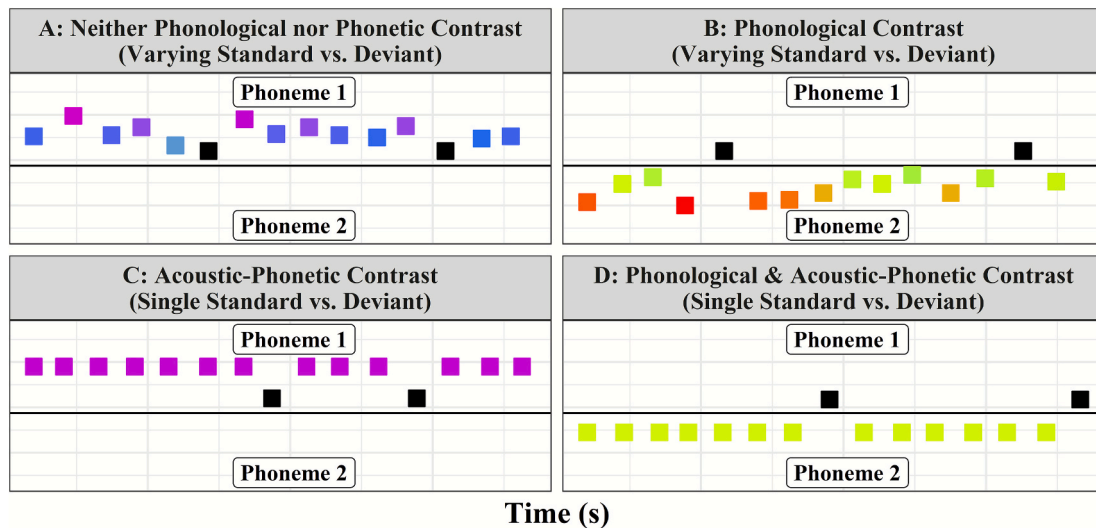 A: Neither Phonological nor Phonetic Contrast
(Varying Standard vs. Deviant)
Phoneme 1
Phoneme 2
B: Phonological Contrast
(Varying Standard vs. Deviant)
Phoneme 1
Phoneme 2
C: Acoustic-Phonetic Contrast
(Single Standard vs. Deviant)
Phoneme 1
Phoneme 2
D: Phonological & Acoustic-Phonetic Contrast
(Single Standard vs. Deviant)
Phoneme 1
Phoneme 2
Time (s)